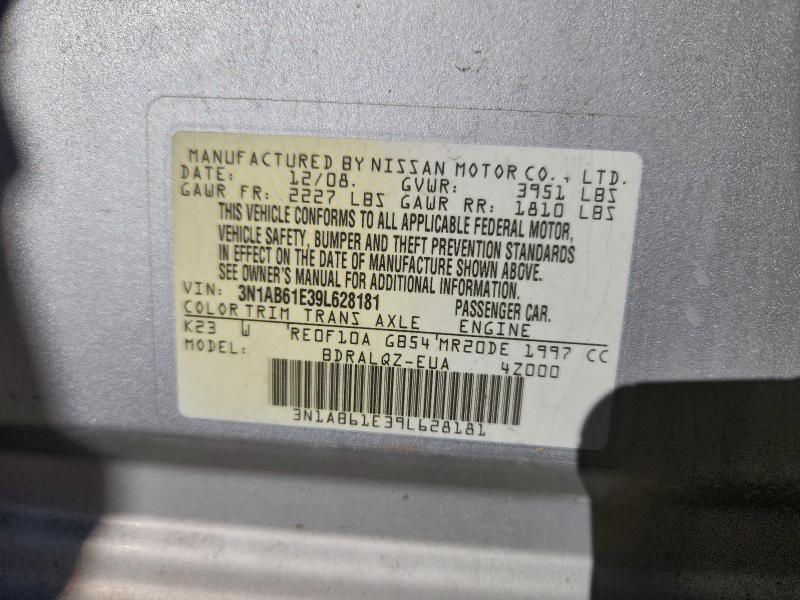 MANUFACTURED BY NISSAN MOTOR CO., LTD.
DATE: 12/08. GVWR: 3951 LBS
GAWR FR: 2227 LBS GAWR RR: 1810 LBS
THIS VEHICLE CONFORMS TO ALL APPLICABLE FEDERAL MOTOR,
VEHICLE SAFETY, BUMPER AND THEFT PREVENTION STANDARDS
IN EFFECT ON THE DATE OF MANUFACTURE SHOWN ABOVE.
SEE OWNER'S MANUAL FOR ADDITIONAL INFORMATION.
VIN: 3N1AB61E39L628181 PASSENGER CAR.
COLOR TRIM TRANS AXLE ENGINE
K23 W RE0F10A GB54 MR20DE 1997 CC
MODEL: BDRALQZ-EUA 4Z000
3N1AB61E39L628181